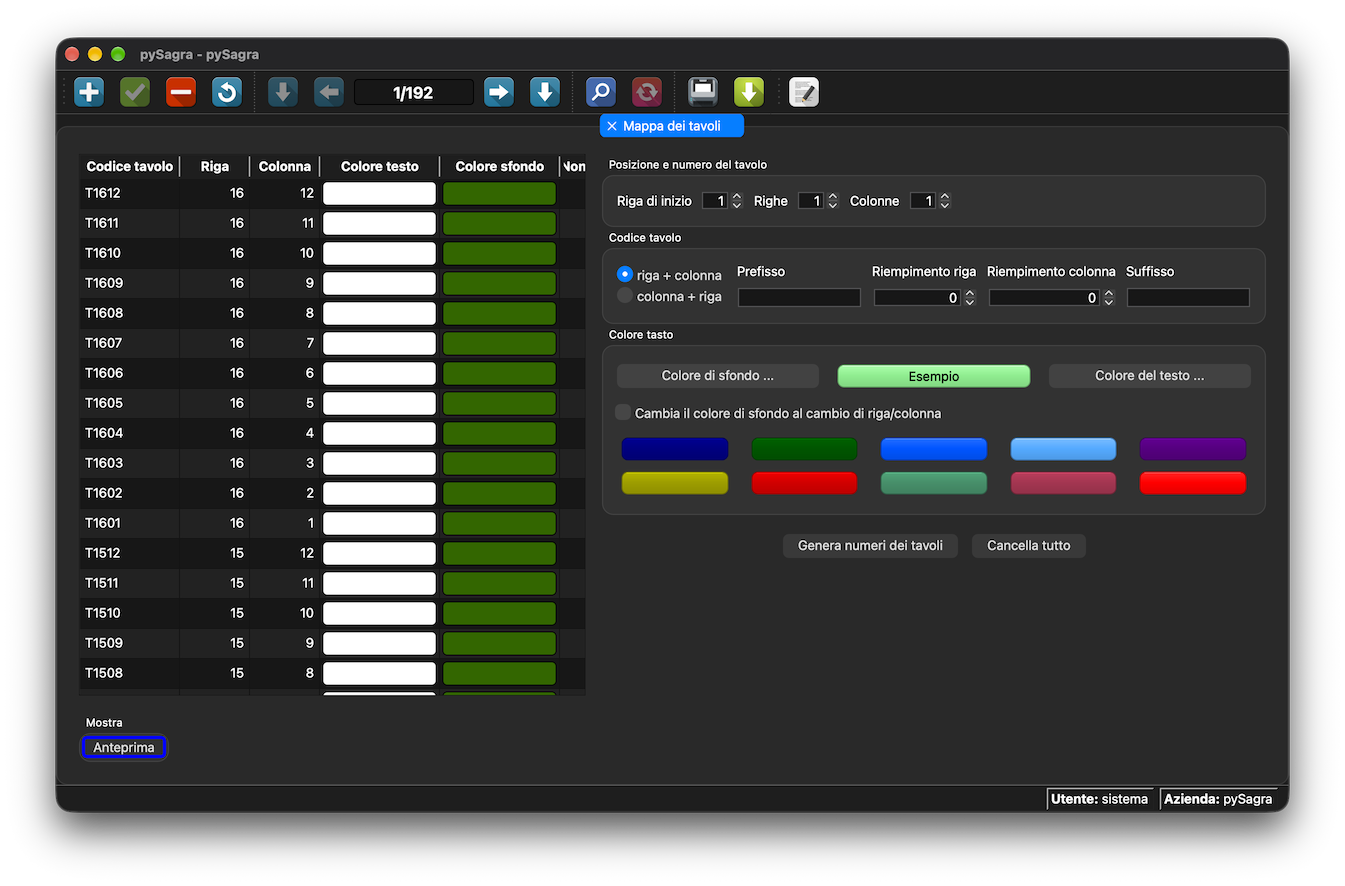 pySagra - pySagra
1/192
Mappa dei tavoli
Codice tavolo Riga Colonna Colore testo Colore sfondo Non
T1612 16 12
T1611 16 11
T1610 16 10
T1609 16 9
T1608 16 8
T1607 16 7
T1606 16 6
T1605 16 5
T1604 16 4
T1603 16 3
T1602 16 2
T1601 16 1
T1512 15 12
T1511 15 11
T1510 15 10
T1509 15 9
T1508 15 8
Mostra
Anteprima
Posizione e numero del tavolo
Riga di inizio 1 Righe 1 Colonne 1
Codice tavolo
riga + colonna
colonna + riga
Prefisso Riempimento riga Riempimento colonna Suffisso
0 0
Colore tasto
Colore di sfondo ... Esempio Colore del testo ...
Cambia il colore di sfondo al cambio di riga/colonna
Genera numeri dei tavoli Cancella tutto
Utente: sistema Azienda: pySagra